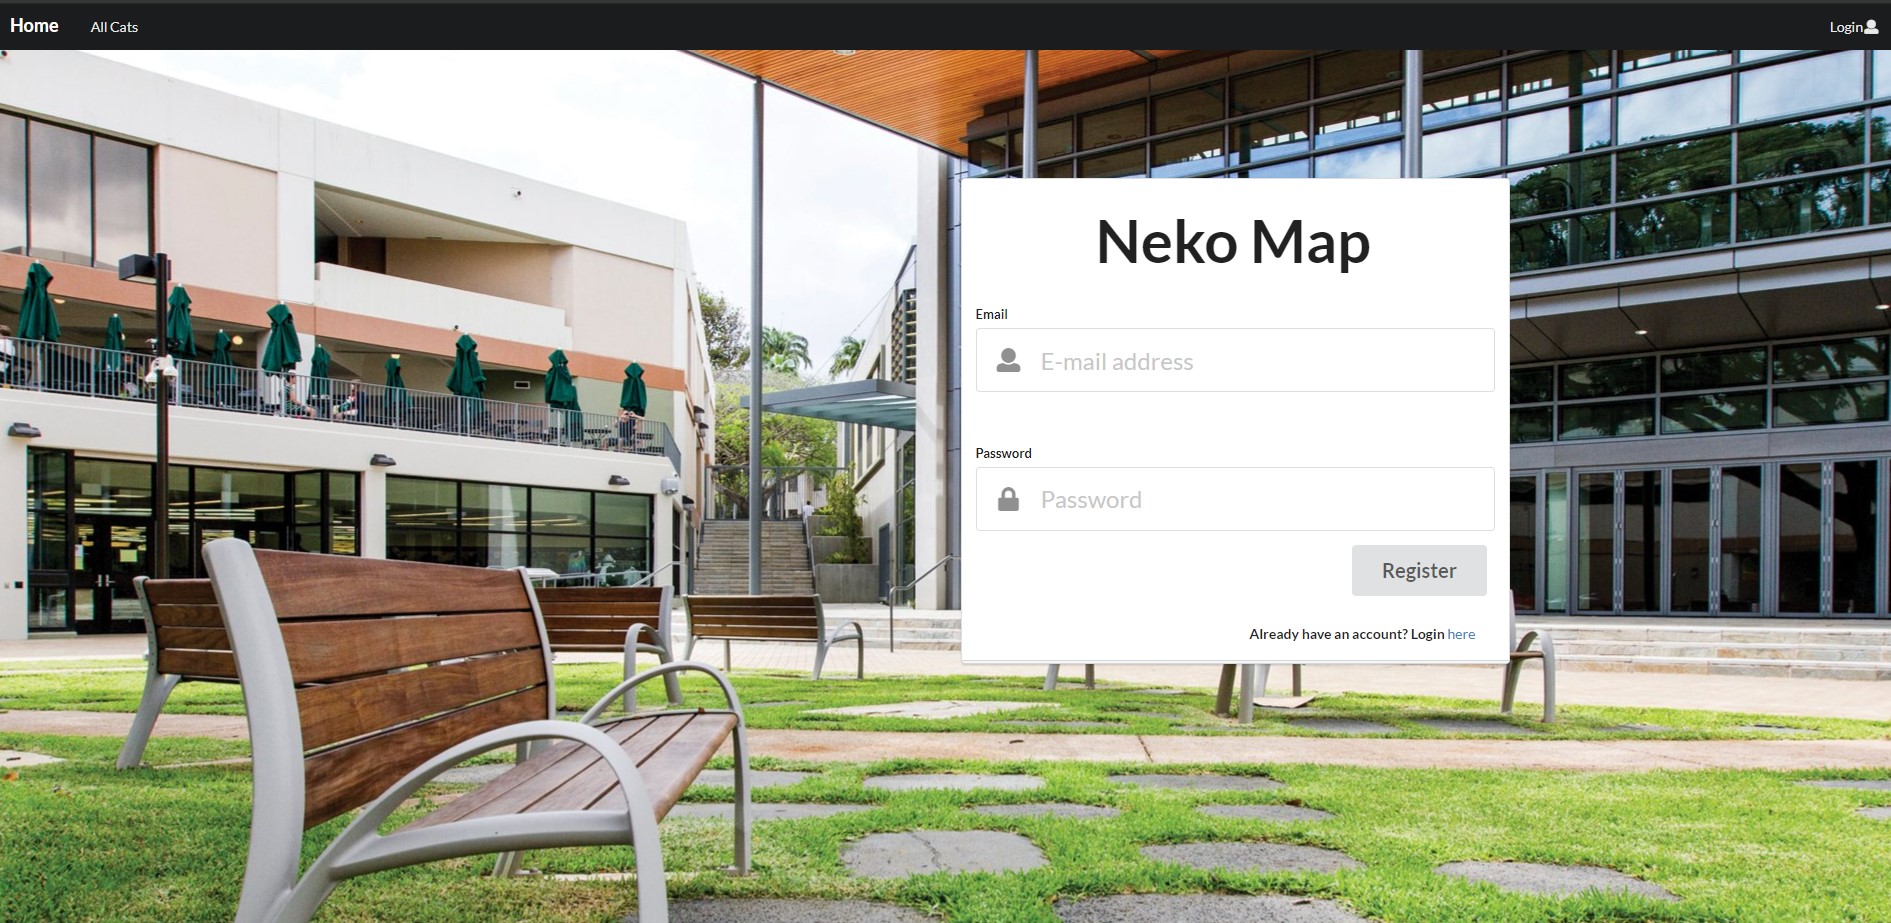 Home
All Cats
Login
Neko Map
Email
E-mail address
Password
Password
Register
Already have an account? Login here